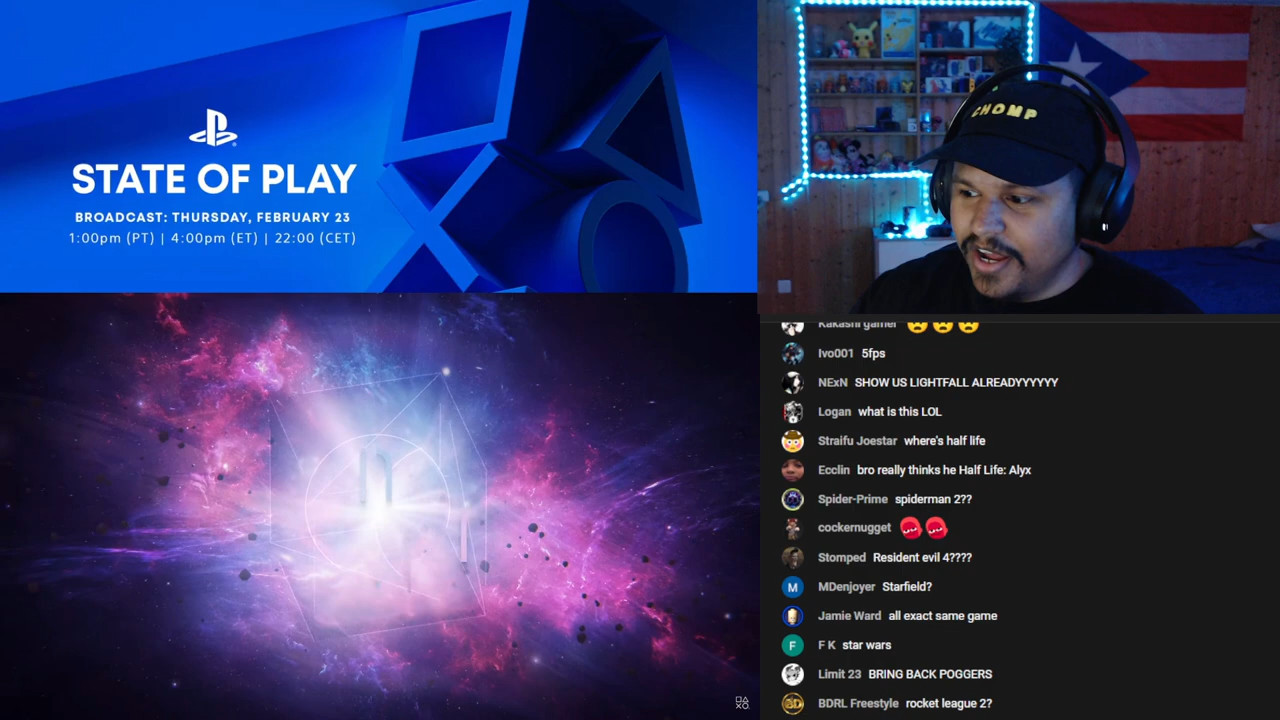 STATE OF PLAY
BROADCAST: THURSDAY, FEBRUARY 23
1:00pm (PT) | 4:00pm (ET) | 22:00 (CET)
CHOMP
Kakashi gamer
Ivo001 5fps
NExN SHOW US LIGHTFALL ALREADYYYYYY
Logan what is this LOL
Straifu Joestar where's half life
Ecclin bro really thinks he Half Life: Alyx
Spider-Prime spiderman 2??
cockernugget
Stomped Resident evil 4????
M MDenjoyer Starfield?
Jamie Ward all exact same game
F F K star wars
Limit 23 BRING BACK POGGERS
BDRL Freestyle rocket league 2?